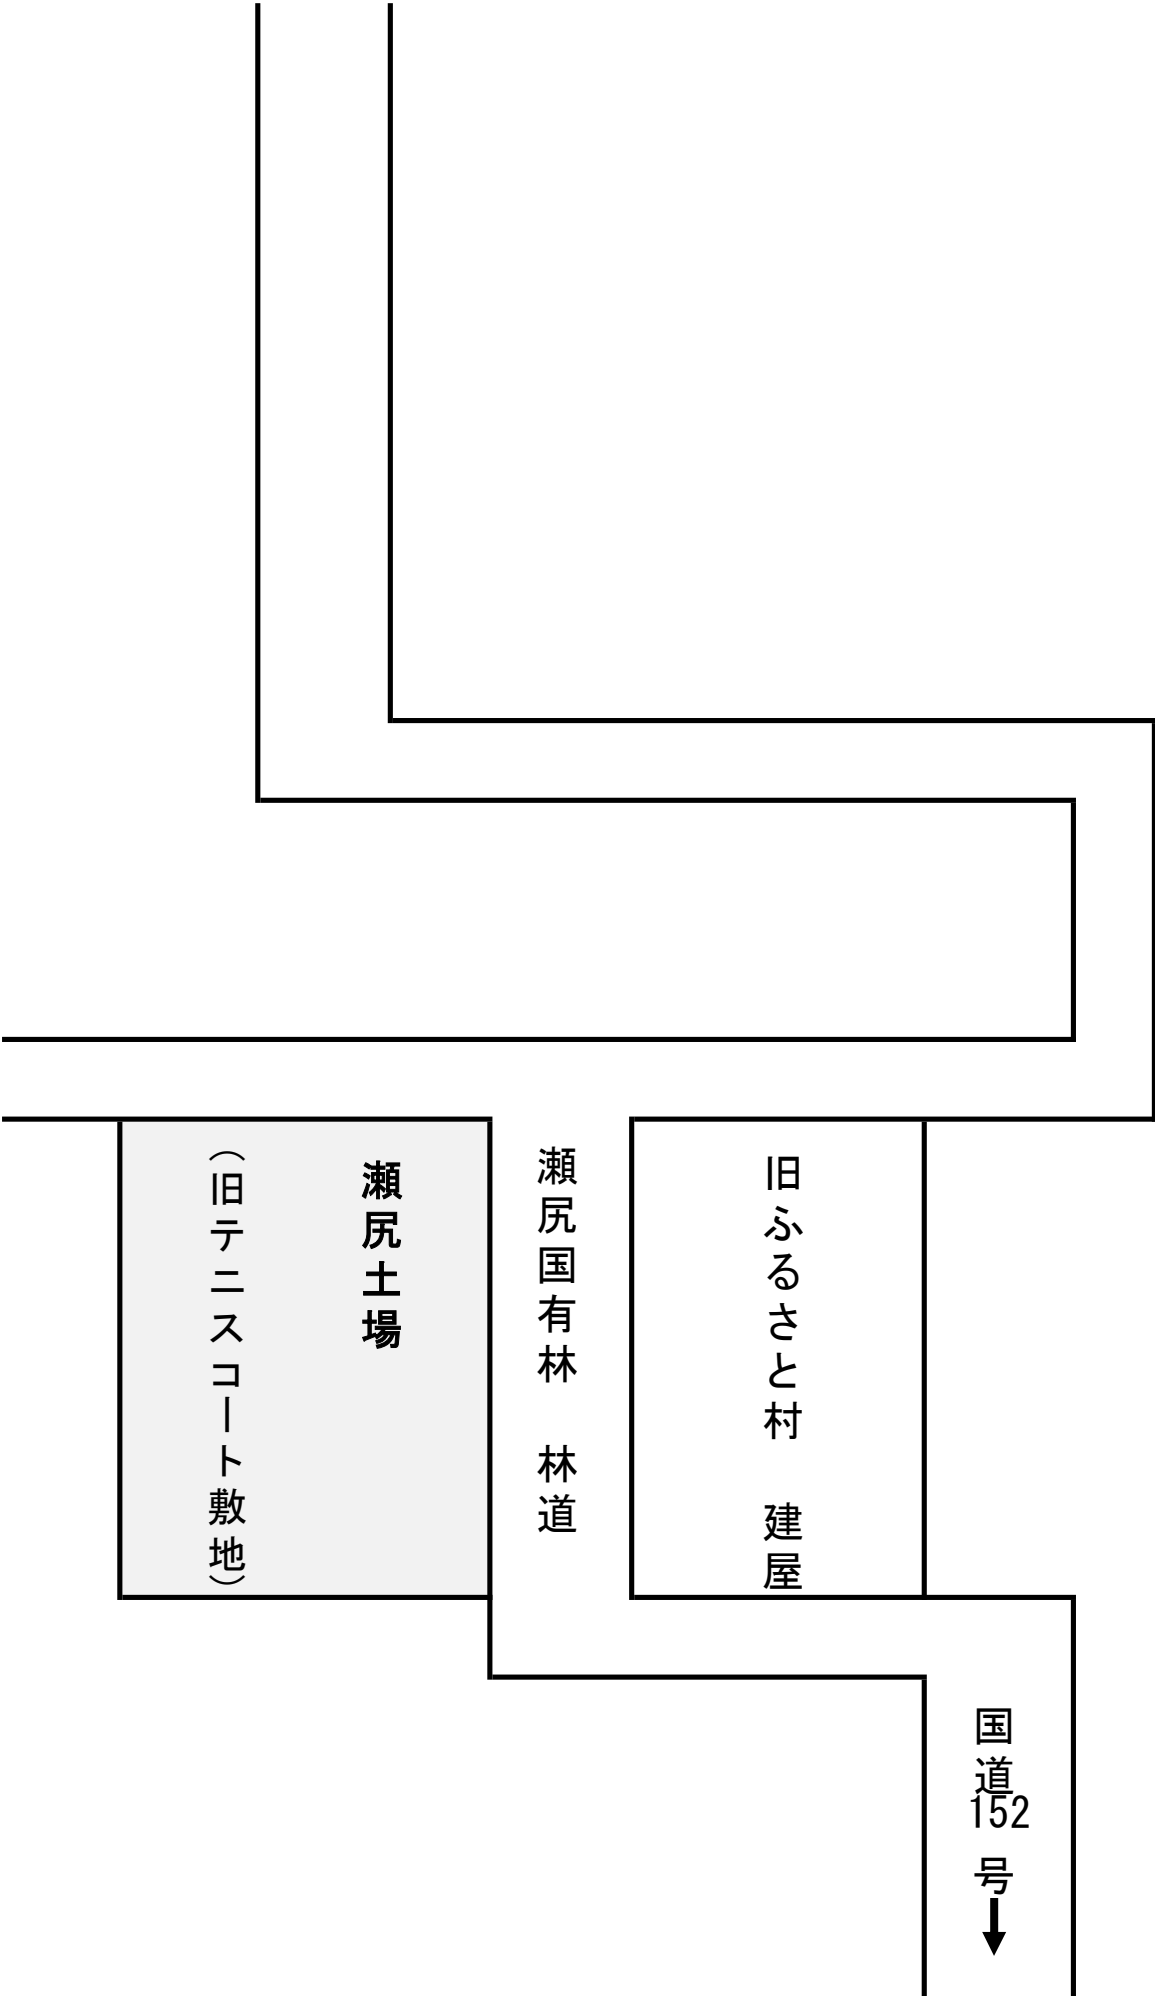 旧ふるさと村　建屋
瀬尻国有林　林道
瀬尻土場
（旧テニスコート敷地）
国道152号